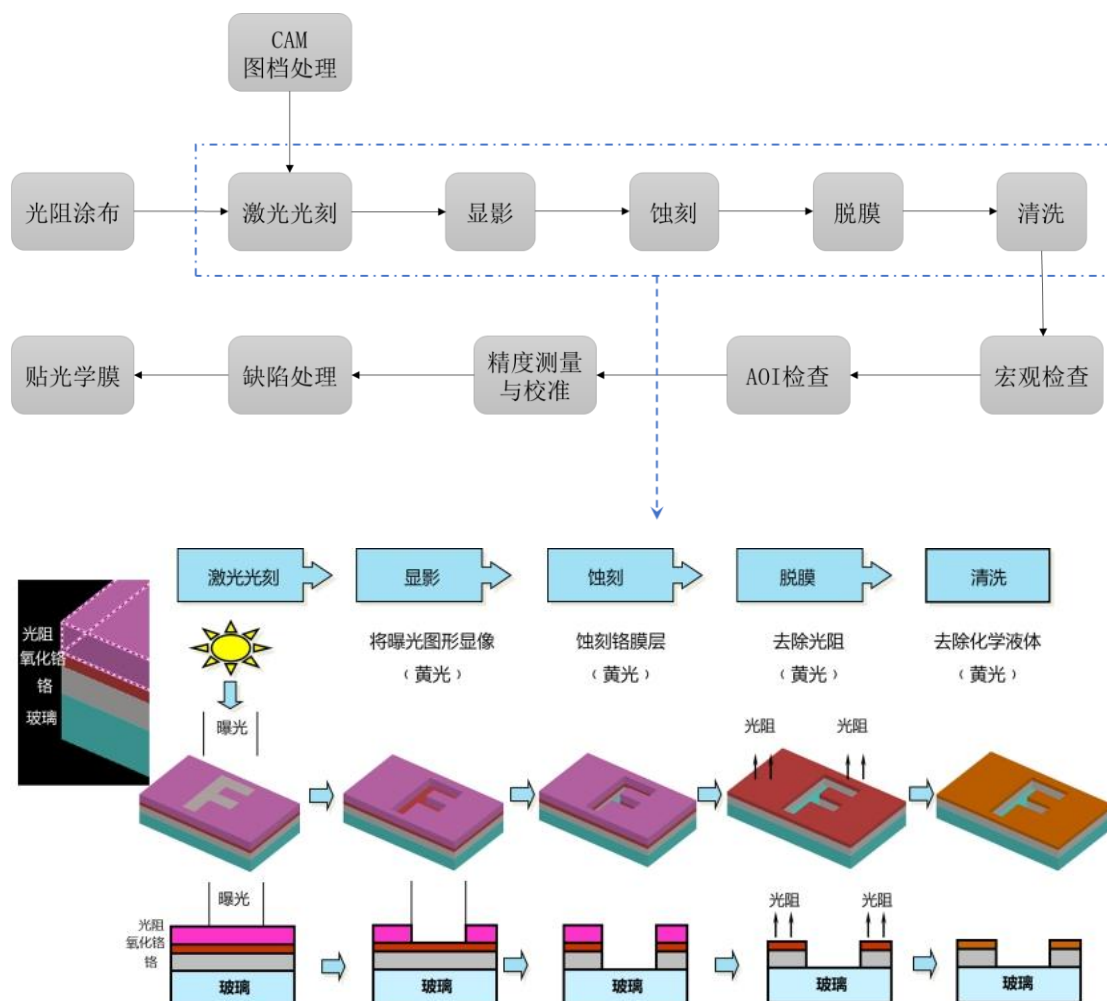 CAM
图档处理
光阻涂布
激光光刻
显影
蚀刻
脱膜
清洗
贴光学膜
缺陷处理
精度测量
与校准
AOI检查
宏观检查
激光光刻
显影
蚀刻
脱膜
清洗
将曝光图形显像
（黄光）
蚀刻铬膜层
（黄光）
去除光阻
（黄光）
去除化学液体
（黄光）
光阻
氧化铬
铬
玻璃
曝光
光阻
光阻
曝光
光阻
氧化铬
铬
玻璃
玻璃
玻璃
光阻
光阻
玻璃
玻璃